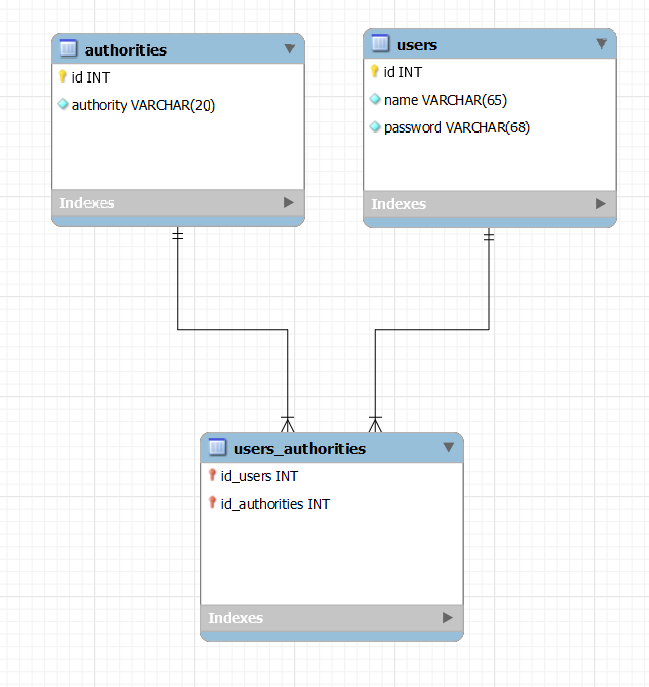 authorities
id INT
authority VARCHAR(20)
Indexes
users
id INT
name VARCHAR(65)
password VARCHAR(68)
Indexes
users_authorities
id_users INT
id_authorities INT
Indexes